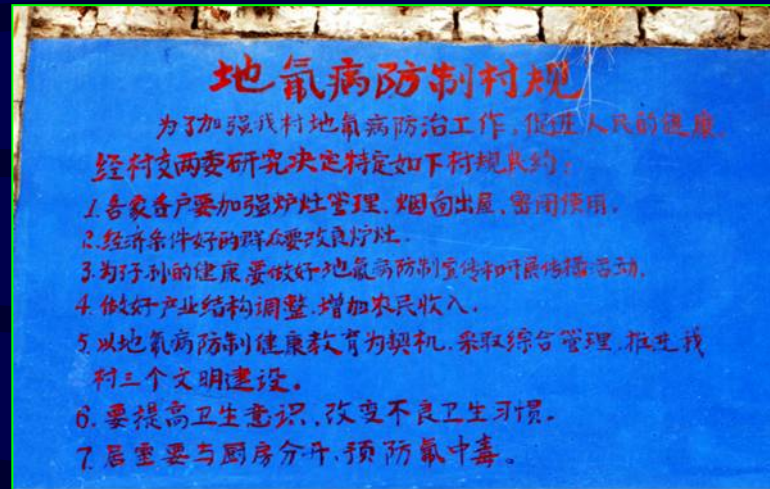 地氟病防制村规
为了加强我村地氟病防治工作,促进人民的健康,
经村支两委研究决定特定如下村规民约:
1.各家各户要加强炉灶管理,烟囱出屋,密闭使用。
2.经济条件好的群众要改良炉灶.
3.为子孙的健康要做好地氟病防制宣传和开展传播活动.
4.做好产业结构调整,增加农民收入.
5.以地氟病防制健康教育为契机,采取综合管理,推进我
村三个文明建设。
6.要提高卫生意识,改变不良卫生习惯。
7.居室要与厨房分开,预防氟中毒。